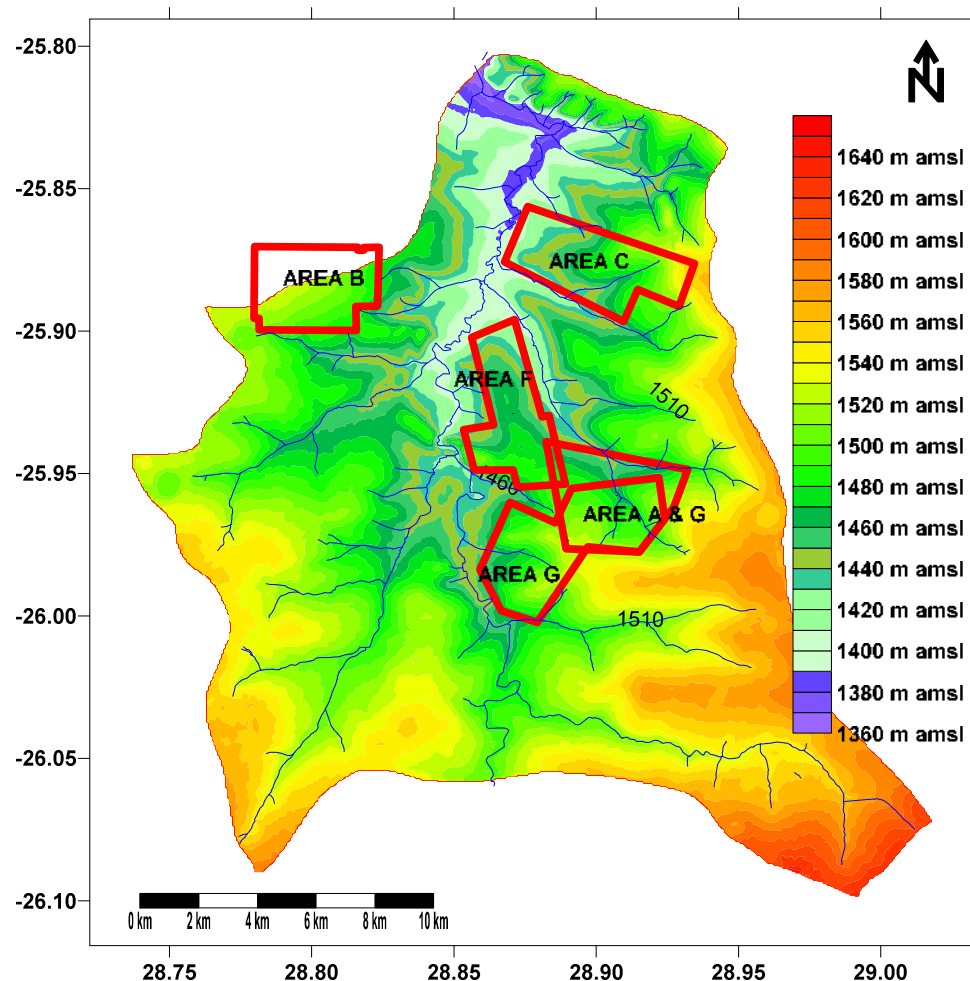 -25.80
-25.85
-25.90
-25.95
-26.00
-26.05
-26.10
N
1640 m amsl
1620 m amsl
1600 m amsl
1580 m amsl
1560 m amsl
1540 m amsl
1520 m amsl
1500 m amsl
1480 m amsl
1460 m amsl
1440 m amsl
1420 m amsl
1400 m amsl
1380 m amsl
1360 m amsl
AREA B
AREA C
AREA F
1510
1460
AREA A & G
AREA G
1510
0 km 2 km 4 km 6 km 8 km 10 km
28.75 28.80 28.85 28.90 28.95 29.00